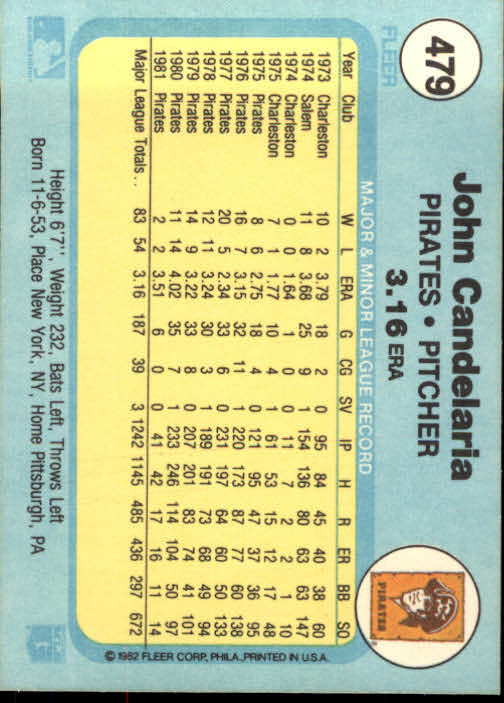 479
FLEER
John Candelaria
PIRATES • PITCHER
3.16 ERA
PIRATES
MAJOR & MINOR LEAGUE RECORD
Year Club W L ERA G CG SV IP H R ER BB SO
1973 Charleston 10 2 3.79 18 2 0 95 84 45 40 38 60
1974 Salem 11 8 3.68 25 9 1 154 136 80 63 63 147
1974 Charleston 0 0 1.64 1 0 0 11 7 2 2 1 10
1975 Charleston 7 1 1.77 10 4 1 61 53 15 12 17 48
1975 Pirates 8 6 2.75 18 4 0 121 95 47 37 36 95
1976 Pirates 16 7 3.15 32 11 1 220 173 87 77 60 138
1977 Pirates 20 5 2.34 33 6 0 231 197 64 60 50 133
1978 Pirates 12 11 3.24 30 3 1 189 191 73 68 49 94
1979 Pirates 14 9 3.22 33 8 0 207 201 83 74 41 101
1980 Pirates 11 14 4.02 35 7 1 233 246 114 104 50 97
1981 Pirates 2 2 3.51 6 0 0 41 42 17 16 11 14
Major League Totals . . 83 54 3.16 187 39 3 1242 1145 485 436 297 672
© 1982 FLEER CORP., PHILA., PRINTED IN U.S.A.
Height 6'7", Weight 232, Bats Left, Throws Left
Born 11-6-53, Place New York, NY, Home Pittsburgh, PA